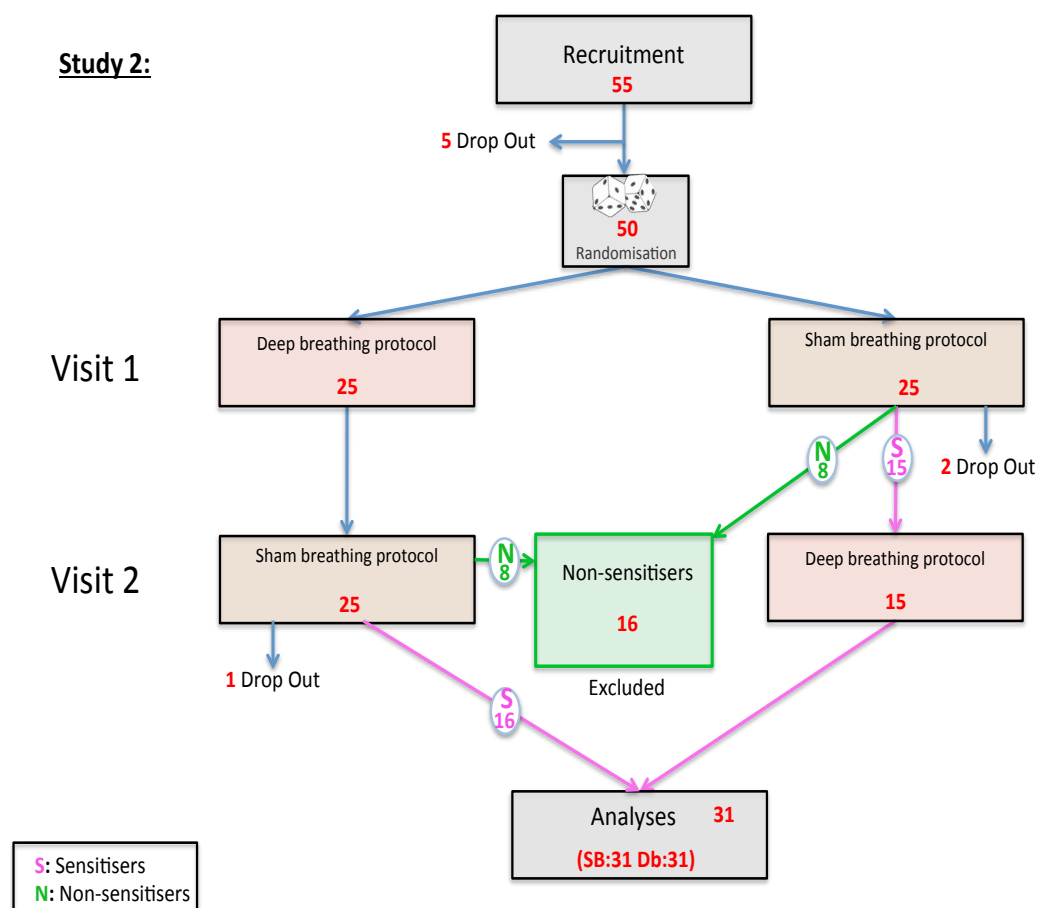 Study 2:
Recruitment
55
5 Drop Out
50
Randomisation
Visit 1
Deep breathing protocol
25
Sham breathing protocol
25
N
8
S
15
2 Drop Out
Visit 2
Sham breathing protocol
25
N
8
Non-sensitisers
16
Excluded
Deep breathing protocol
15
1 Drop Out
S
16
Analyses 31
(SB:31 Db:31)
S: Sensitisers
N: Non-sensitisers